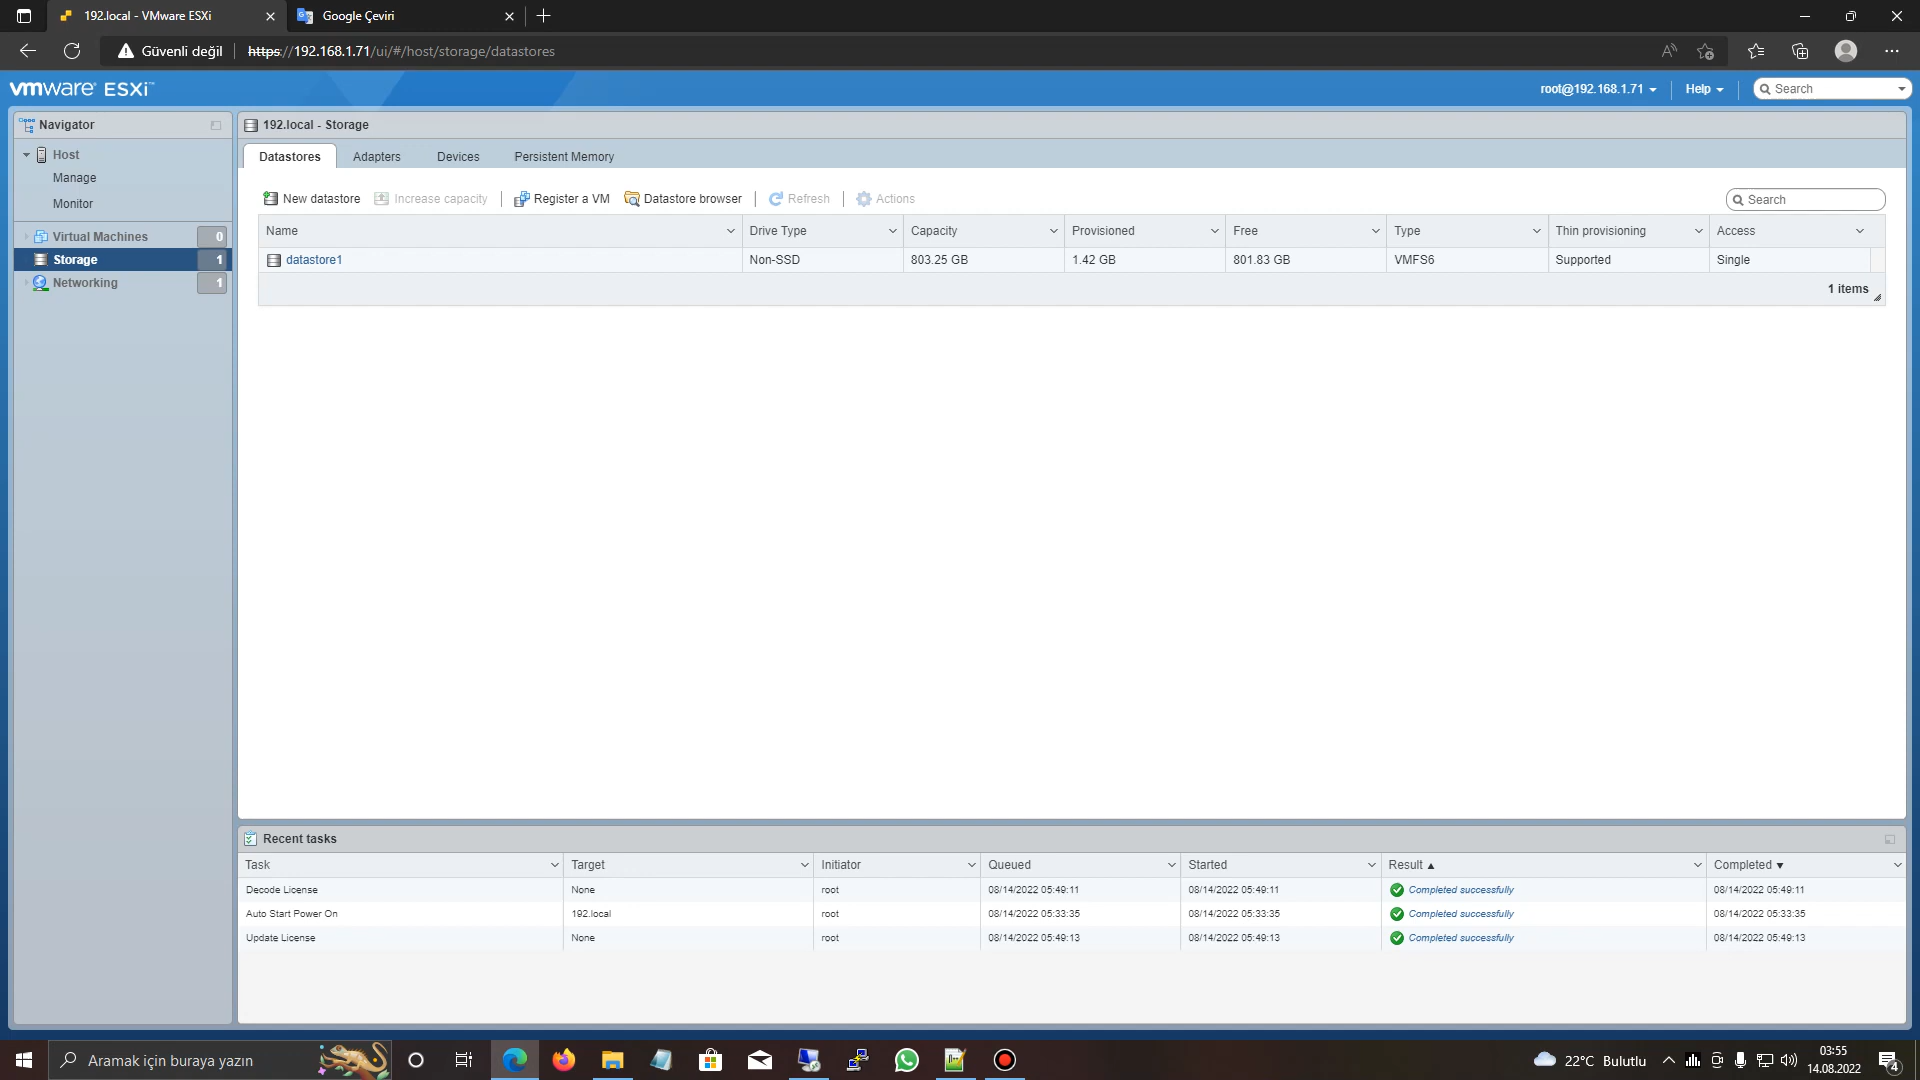 192.local - VMware ESXi
Google Çeviri
Güvenli değil
https://192.168.1.71/ui/#/host/storage/datastores
vmware ESXi™
root@192.168.1.71
Help
Search
Navigator
Host
Manage
Monitor
Virtual Machines 0
Storage 1
Networking 1
192.local - Storage
Datastores Adapters Devices Persistent Memory
New datastore Increase capacity Register a VM Datastore browser Refresh Actions
Search
Name Drive Type Capacity Provisioned Free Type Thin provisioning Access
datastore1 Non-SSD 803.25 GB 1.42 GB 801.83 GB VMFS6 Supported Single
1 items
Recent tasks
Task Target Initiator Queued Started Result Completed
Decode License None root 08/14/2022 05:49:11 08/14/2022 05:49:11 Completed successfully 08/14/2022 05:49:11
Auto Start Power On 192.local root 08/14/2022 05:33:35 08/14/2022 05:33:35 Completed successfully 08/14/2022 05:33:35
Update License None root 08/14/2022 05:49:13 08/14/2022 05:49:13 Completed successfully 08/14/2022 05:49:13
Aramak için buraya yazın
22°C Bulutlu
03:55
14.08.2022
4